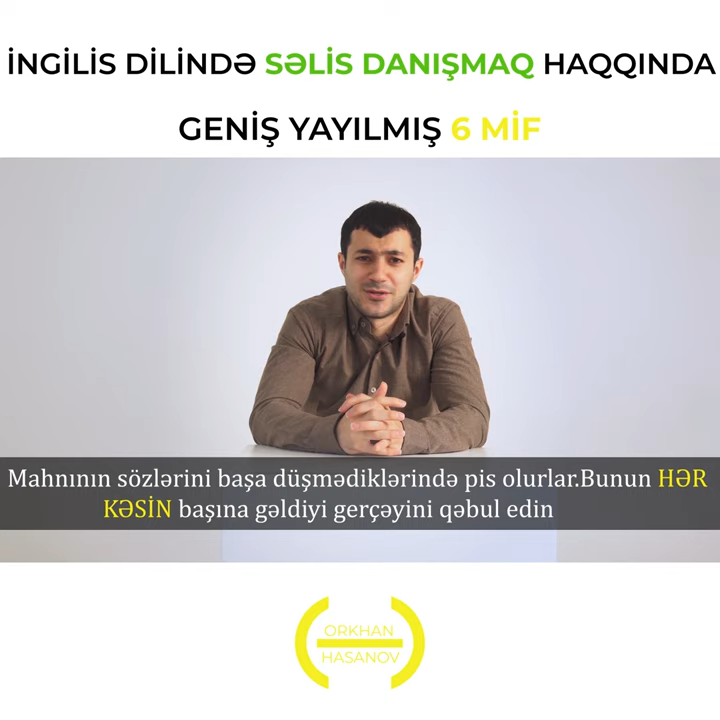 İNGİLİS DİLİNDƏ SƏLİS DANIŞMAQ HAQQINDA
GENİŞ YAYILMIŞ 6 MİF
Mahnının sözlərini başa düşmədiklərində pis olurlar.Bunun HƏR
KƏSİN başına gəldiyi gerçəyini qəbul edin
ORKHAN
HASANOV